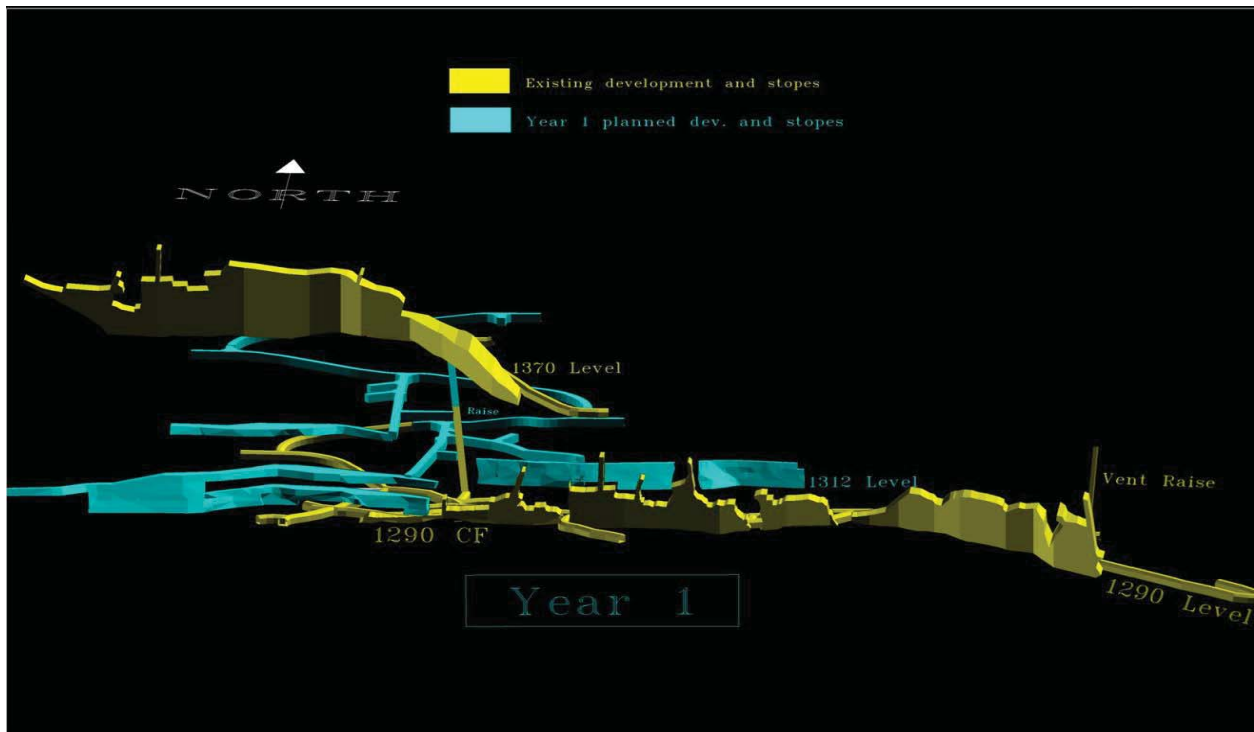 Existing development and stopes
Year 1 planned dev. and stopes
NORTH
1370 Level
Raise
1312 Level
Vent Raise
1290 CF
1290 Level
Year 1